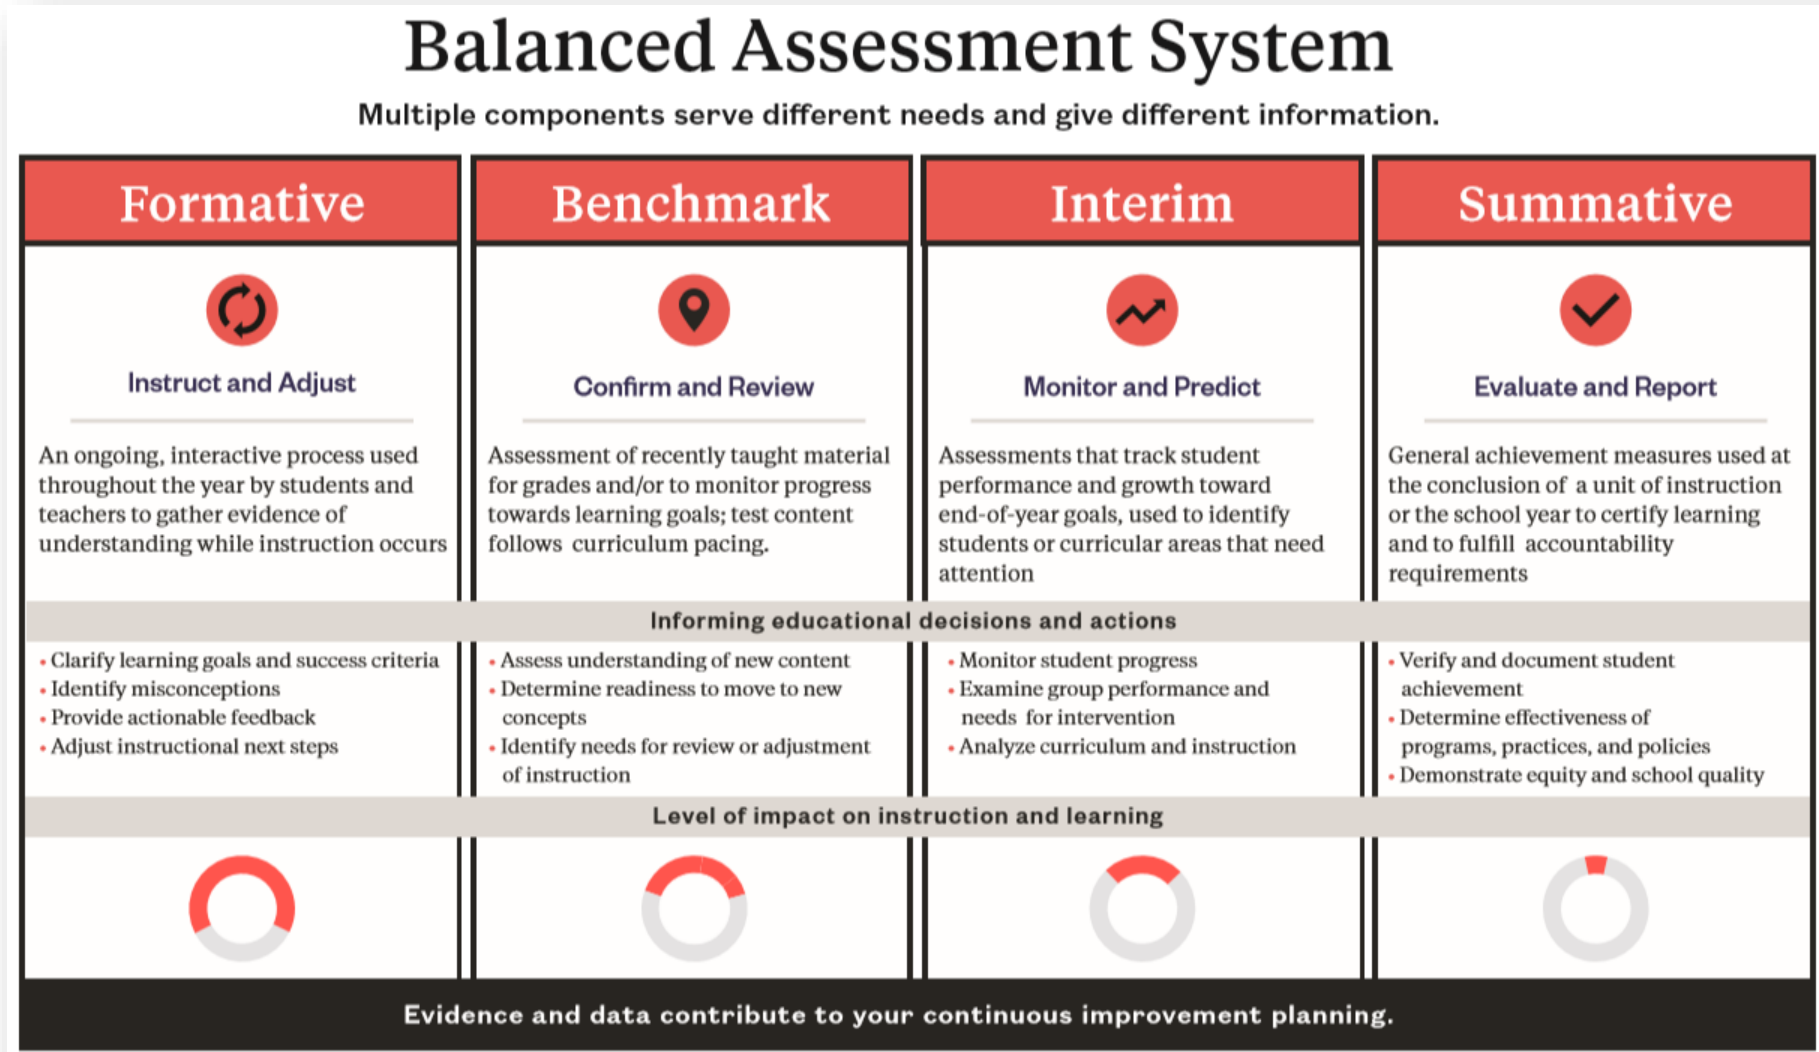 Balanced Assessment System
Multiple components serve different needs and give different information.
Formative
Instruct and Adjust
An ongoing, interactive process used
throughout the year by students and
teachers to gather evidence of
understanding while instruction occurs
Benchmark
Confirm and Review
Assessment of recently taught material
for grades and/or to monitor progress
towards learning goals; test content
follows curriculum pacing.
Interim
Monitor and Predict
Assessments that track student
performance and growth toward
end-of-year goals, used to identify
students or curricular areas that need
attention
Summative
Evaluate and Report
General achievement measures used at
the conclusion of a unit of instruction
or the school year to certify learning
and to fulfill accountability
requirements
Informing educational decisions and actions
• Clarify learning goals and success criteria
• Identify misconceptions
• Provide actionable feedback
• Adjust instructional next steps
• Assess understanding of new content
• Determine readiness to move to new
concepts
• Identify needs for review or adjustment
of instruction
• Monitor student progress
• Examine group performance and
needs for intervention
• Analyze curriculum and instruction
• Verify and document student
achievement
• Determine effectiveness of
programs, practices, and policies
• Demonstrate equity and school quality
Level of impact on instruction and learning
Evidence and data contribute to your continuous improvement planning.